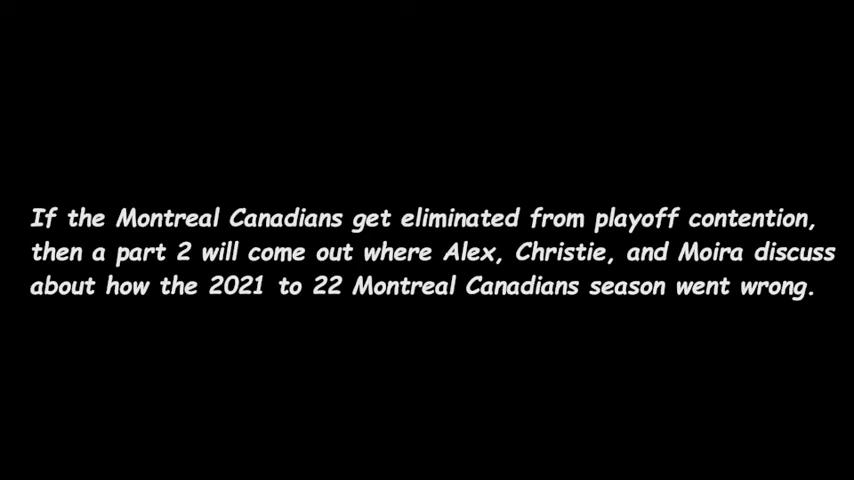 If the Montreal Canadians get eliminated from playoff contention,
then a part 2 will come out where Alex, Christie, and Moira discuss
about how the 2021 to 22 Montreal Canadians season went wrong.